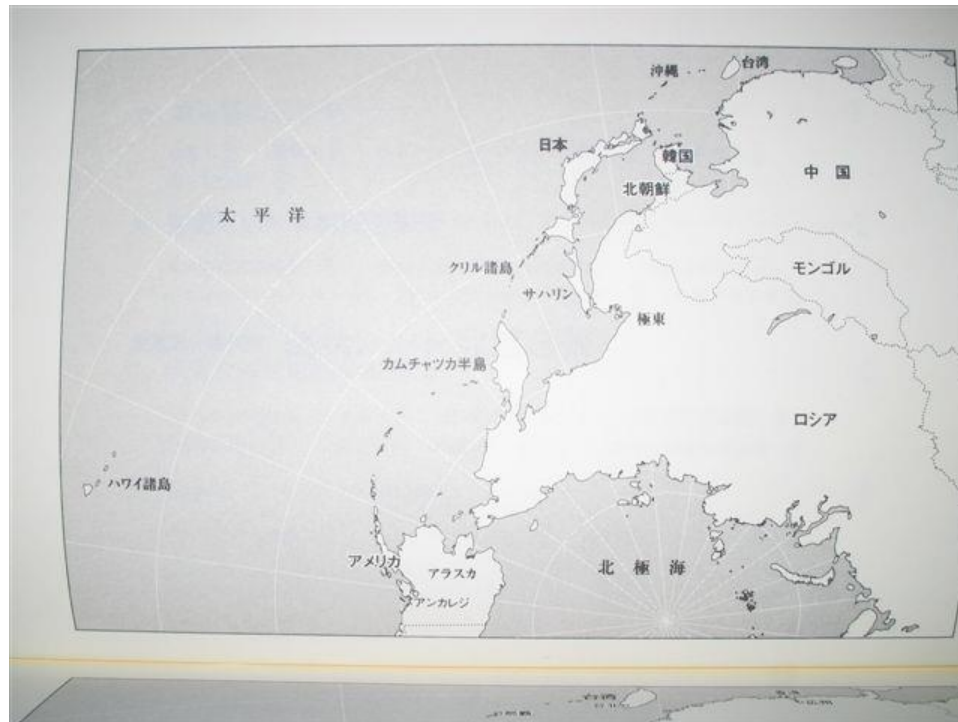 沖縄
台湾
日本
韓国
中国
北朝鮮
太平洋
クリル諸島
モンゴル
サハリン
極東
カムチャツカ半島
ロシア
ハワイ諸島
アメリカ
アラスカ
北極海
アンカレジ
台湾